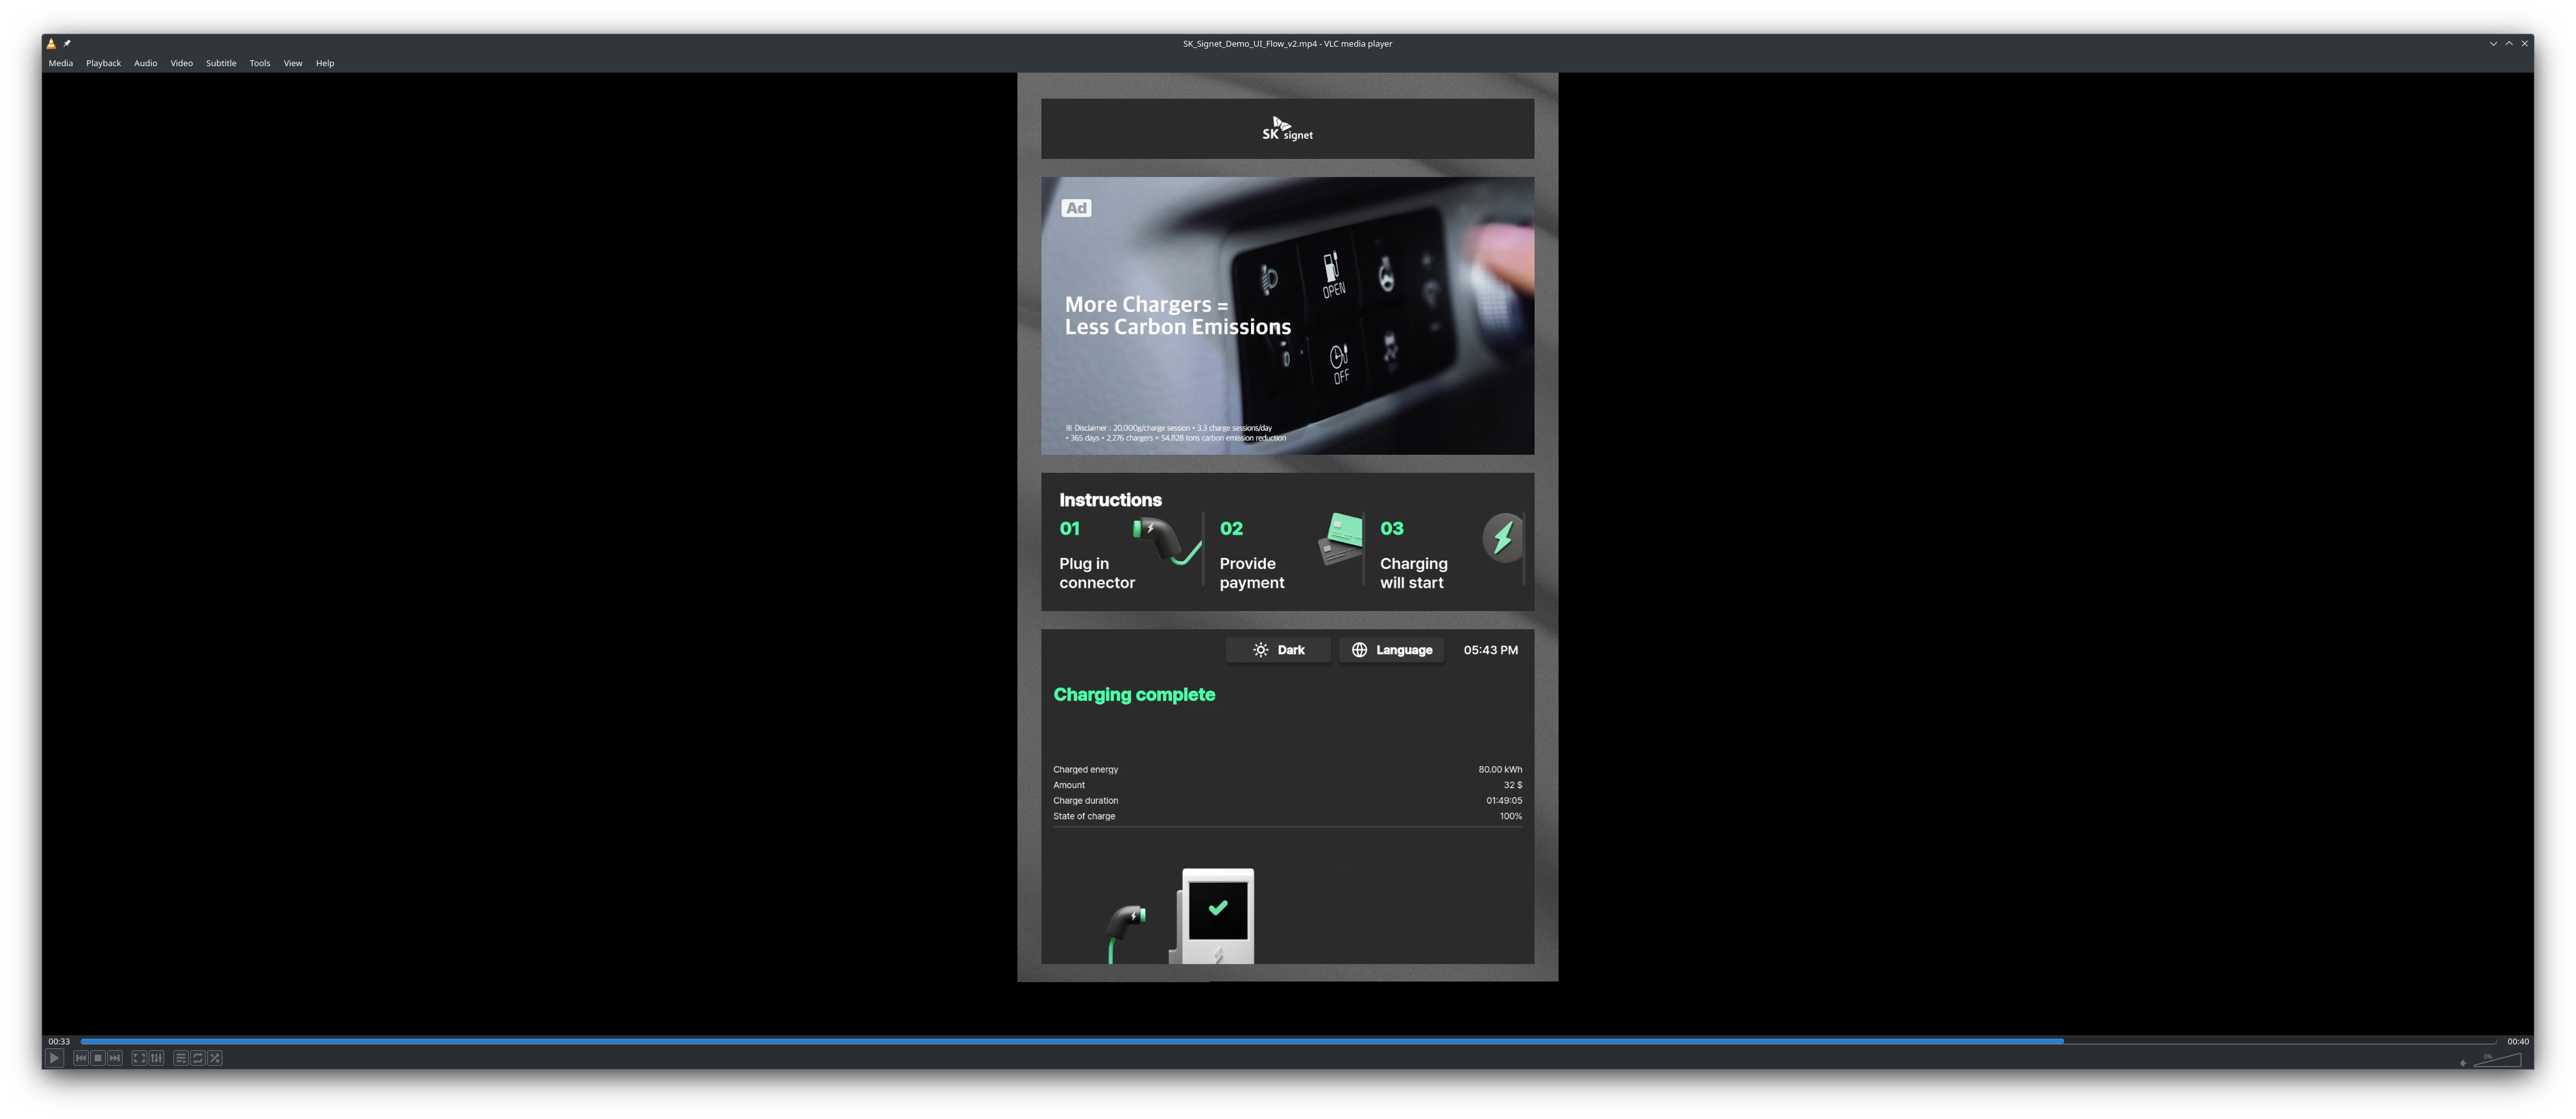 SK_Signet_Demo_UI_Flow_v2.mp4 - VLC media player
Media Playback Audio Video Subtitle Tools View Help
SK signet
Ad
OPEN
More Chargers =
Less Carbon Emissions
OFF
※ Disclaimer : 20,000g/charge session • 3.3 charge sessions/day
• 365 days • 2,276 chargers = 54,828 tons carbon emission reduction
Instructions
01 02 03
Plug in Provide Charging
connector payment will start
Dark Language 05:43 PM
Charging complete
Charged energy 80.00 kWh
Amount 32 $
Charge duration 01:49:05
State of charge 100%
00:33 00:40
0%